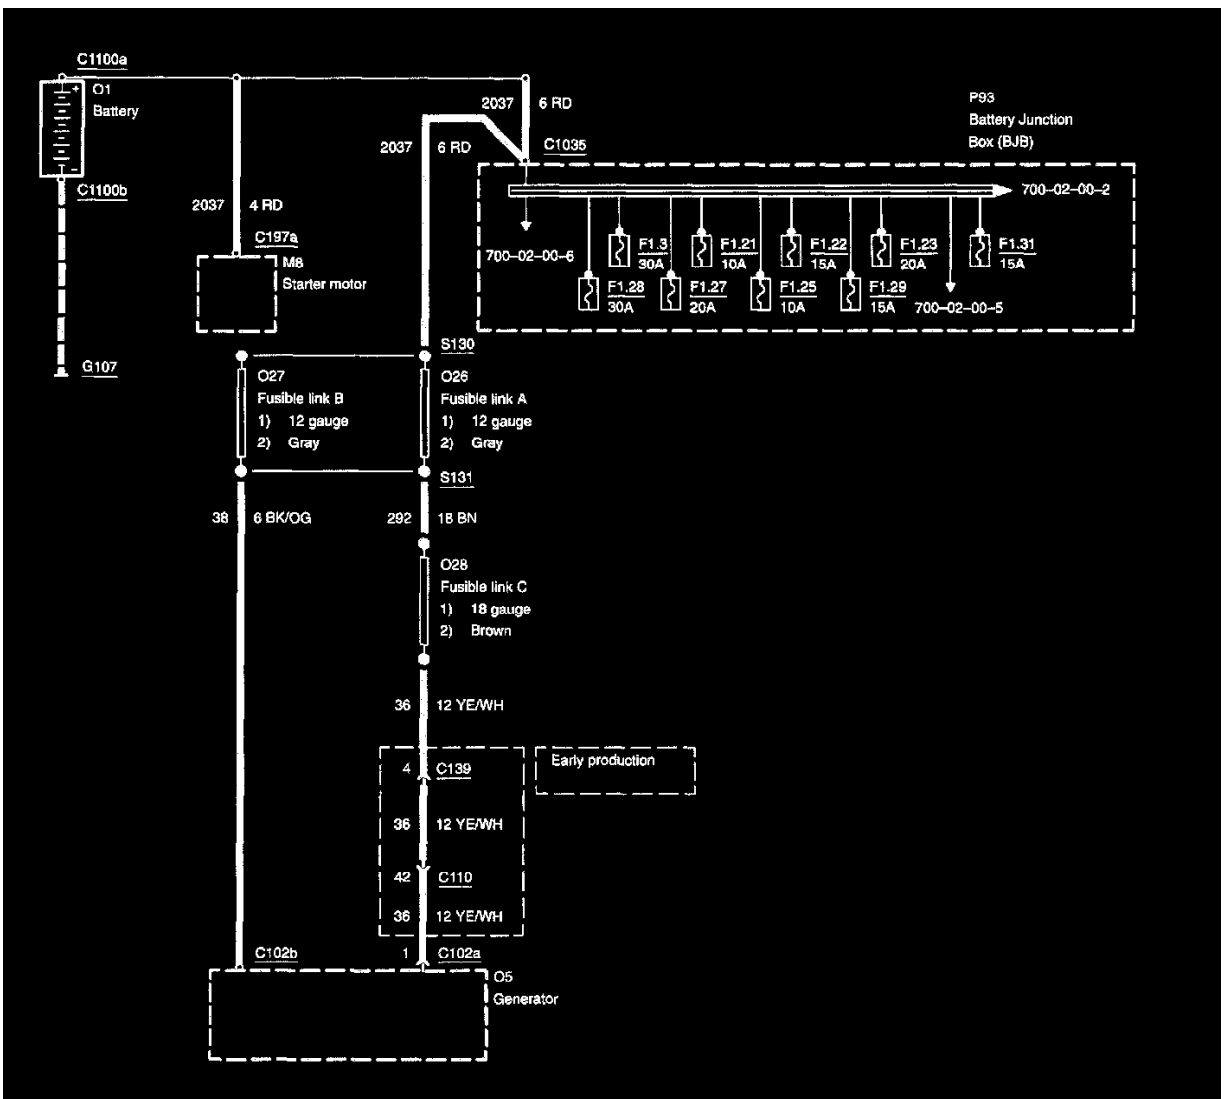 C1100a
O1
Battery
C1100b
G107
2037 4 RD
C197a
M8
Starter motor
2037 6 RD
2037 6 RD
C1035
P93
Battery Junction
Box (BJB)
700–02–00–2
700–02–00–6
F1.3
30A
F1.21
10A
F1.22
15A
F1.23
20A
F1.31
15A
F1.28
30A
F1.27
20A
F1.25
10A
F1.29
15A
700–02–00–5
S130
O27
Fusible link B
1) 12 gauge
2) Gray
O26
Fusible link A
1) 12 gauge
2) Gray
S131
38 6 BK/OG
292 18 BN
O28
Fusible link C
1) 18 gauge
2) Brown
36 12 YE/WH
4 C139
Early production
36 12 YE/WH
42 C110
36 12 YE/WH
C102b
1 C102a
O5
Generator